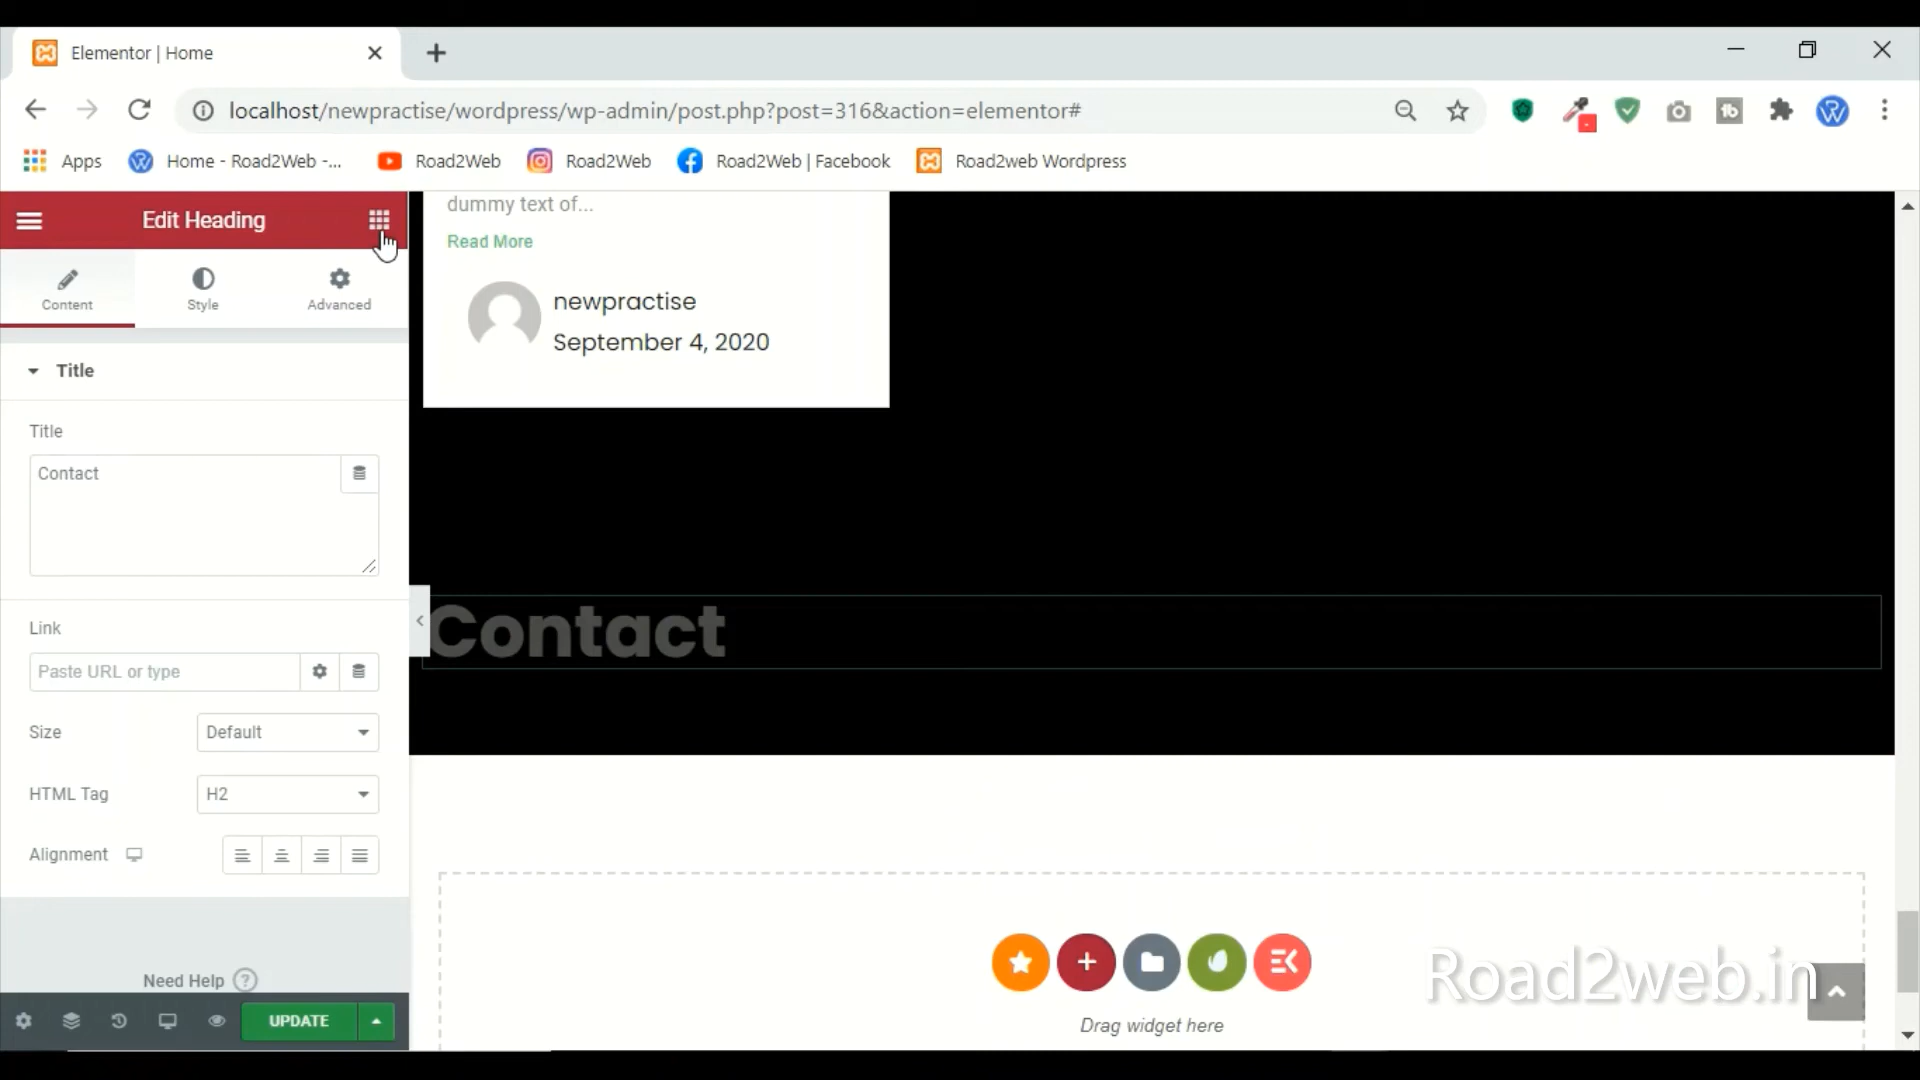 Elementor | Home
localhost/newpractise/wordpress/wp-admin/post.php?post=316&action=elementor#
Apps
Home - Road2Web -...
Road2Web
Road2Web
Road2Web | Facebook
Road2web Wordpress
Edit Heading
Content
Style
Advanced
Title
Title
Contact
Link
Paste URL or type
Size
Default
HTML Tag
H2
Alignment
Need Help ?
UPDATE
dummy text of...
Read More
newpractise
September 4, 2020
Contact
Drag widget here
Road2web.in